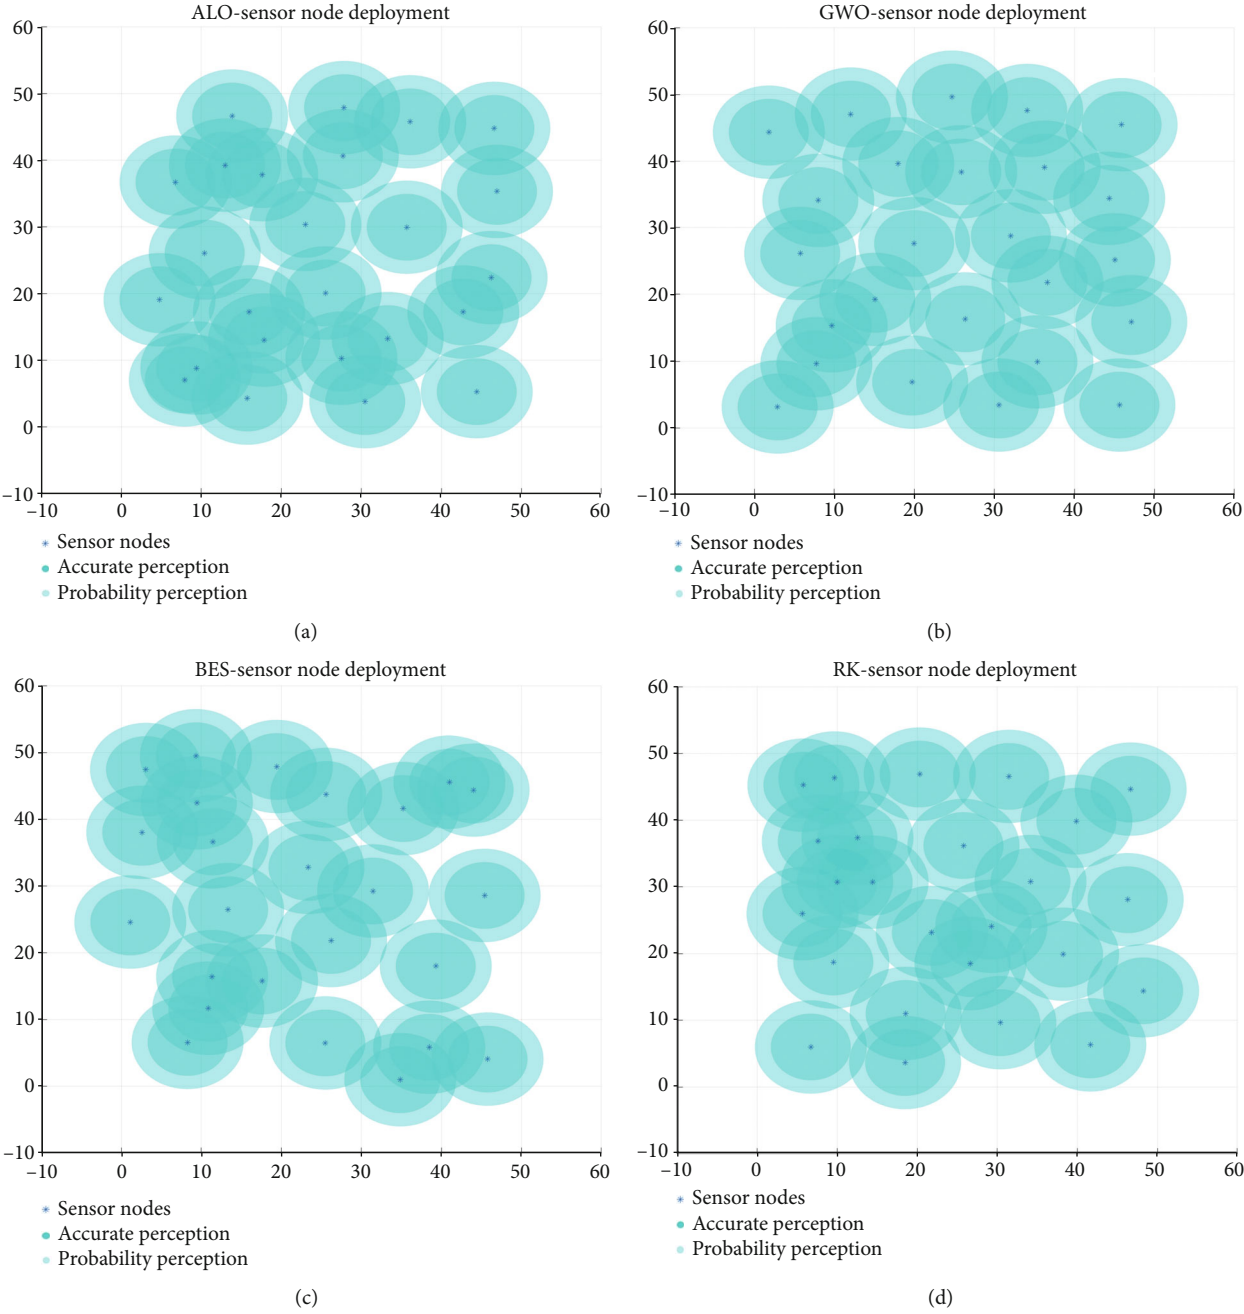 ALO-sensor node deployment
60
50
40
30
20
10
0
–10
–10 0 10 20 30 40 50 60
* Sensor nodes
Accurate perception
Probability perception
(a)
GWO-sensor node deployment
60
50
40
30
20
10
0
–10
–10 0 10 20 30 40 50 60
* Sensor nodes
Accurate perception
Probability perception
(b)
BES-sensor node deployment
60
50
40
30
20
10
0
–10
–10 0 10 20 30 40 50 60
* Sensor nodes
Accurate perception
Probability perception
(c)
RK-sensor node deployment
60
50
40
30
20
10
0
–10
–10 0 10 20 30 40 50 60
* Sensor nodes
Accurate perception
Probability perception
(d)